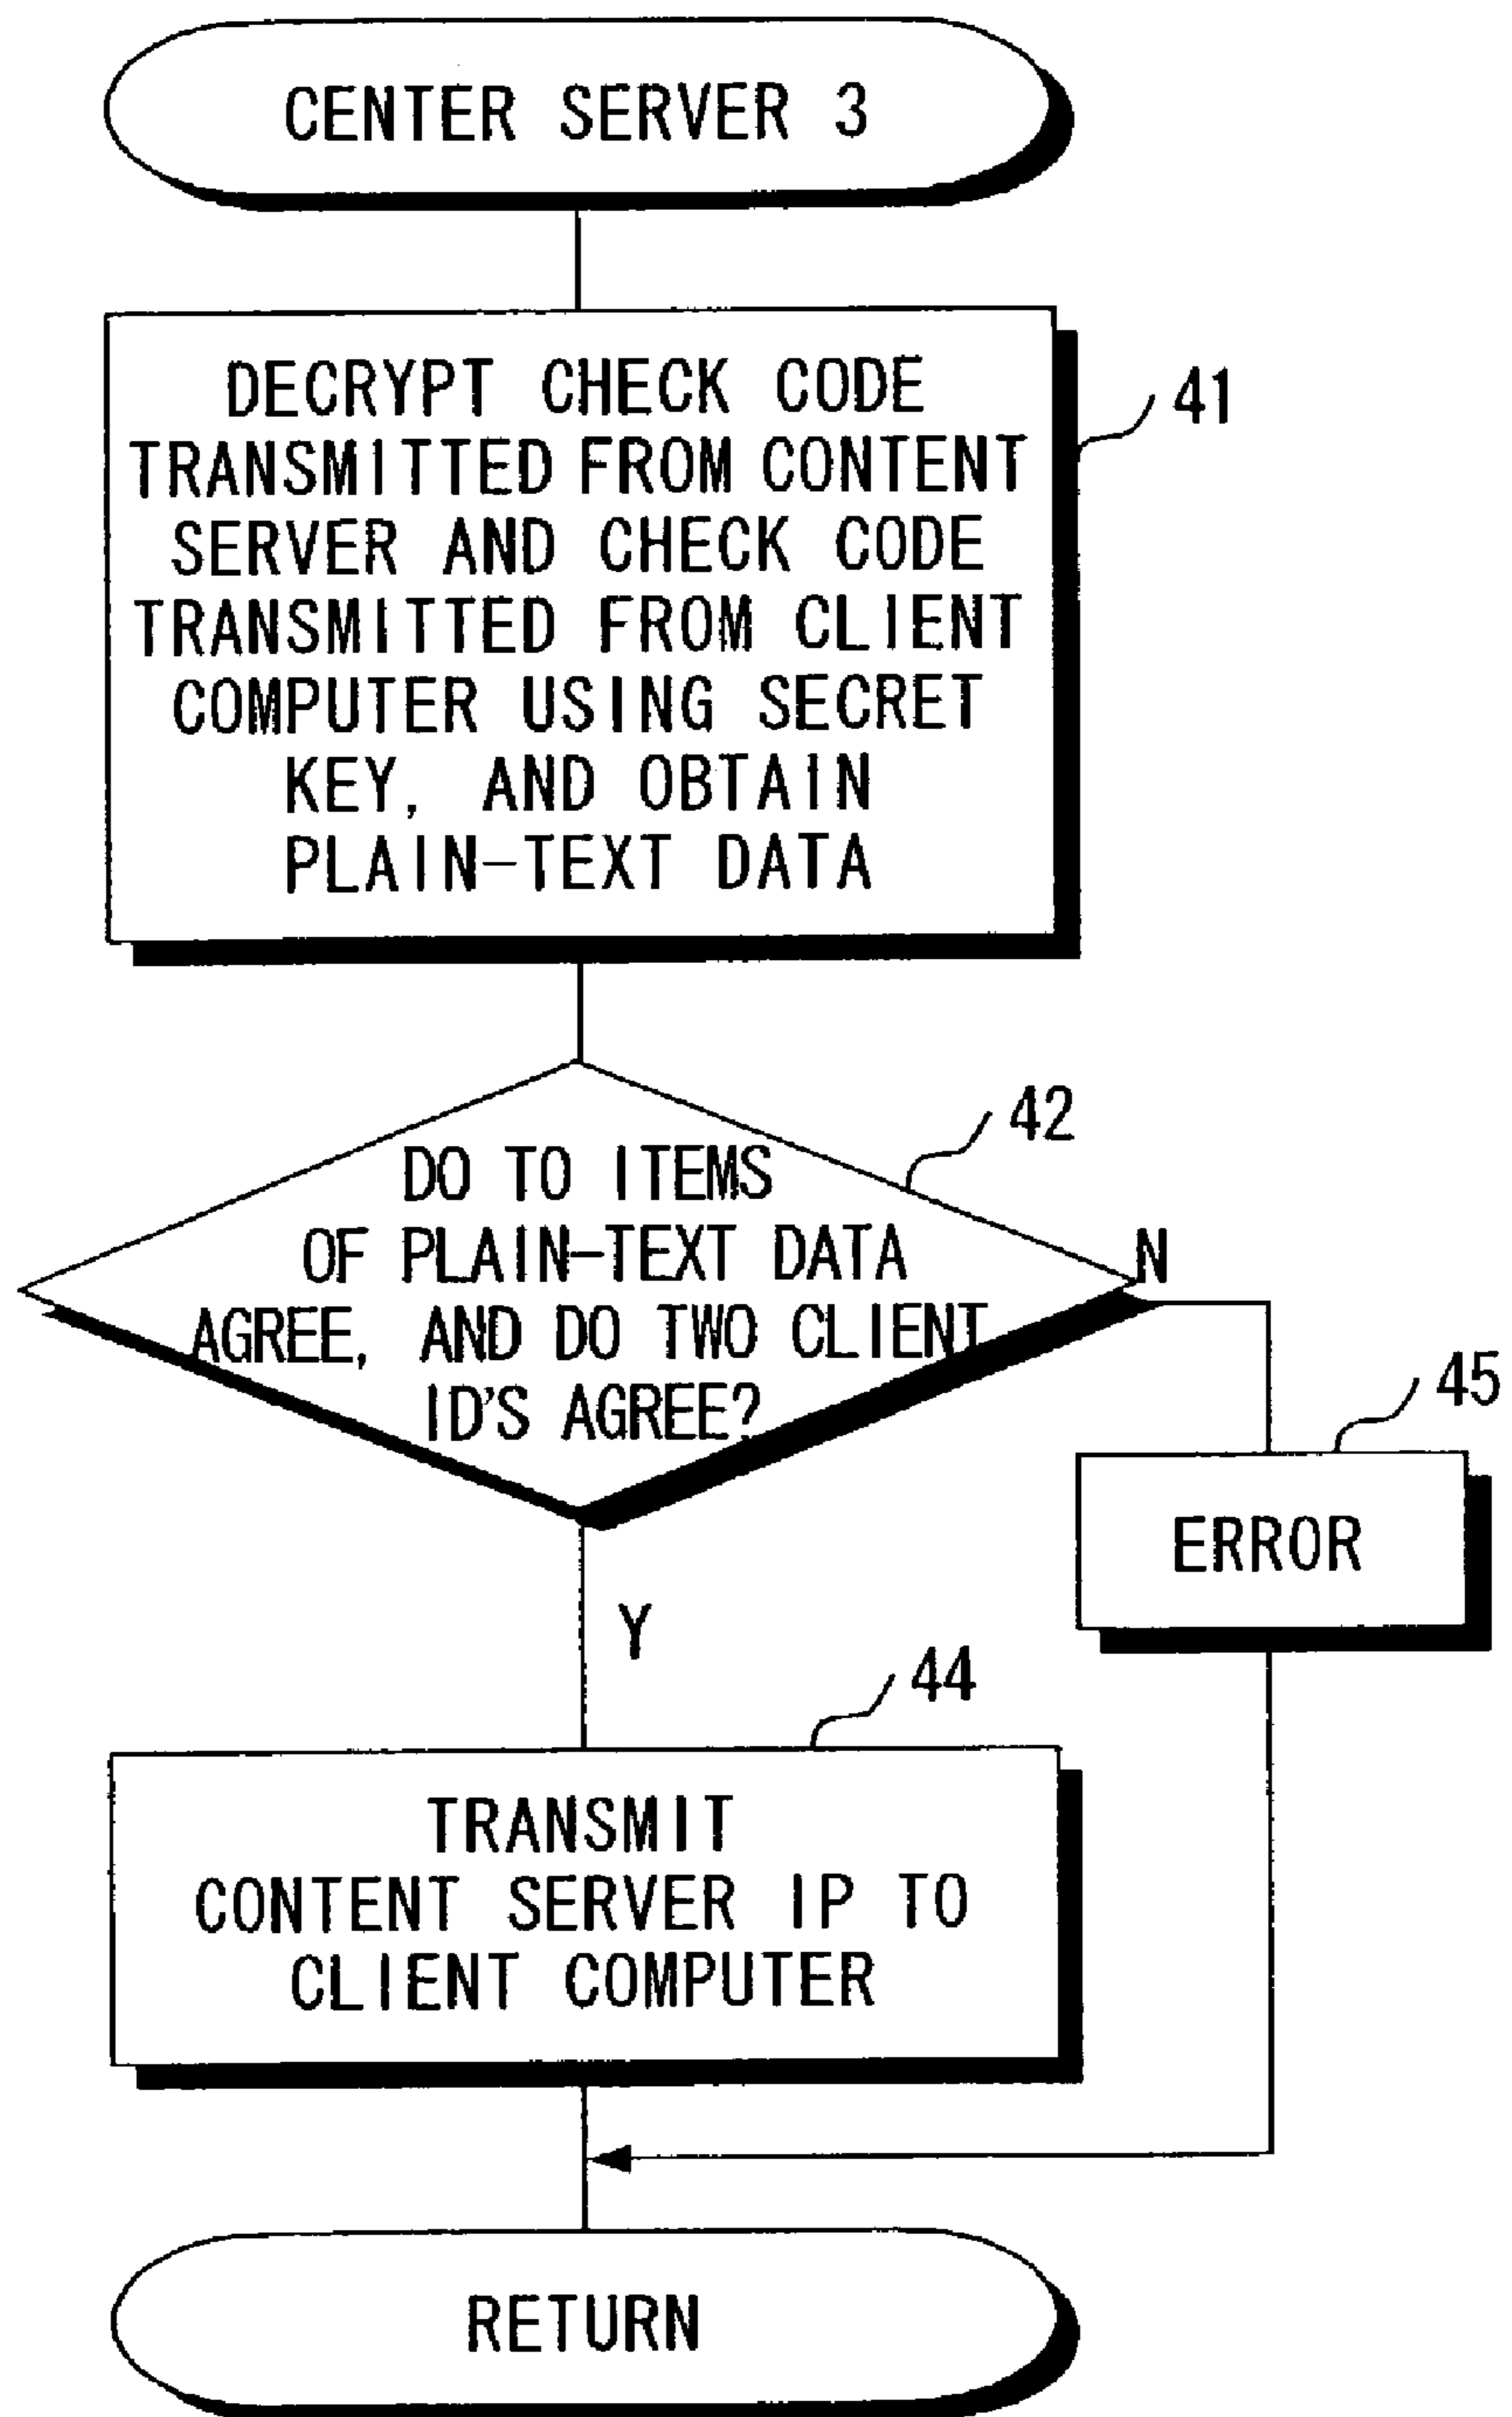 CENTER SERVER 3
DECRYPT CHECK CODE
TRANSMITTED FROM CONTENT
SERVER AND CHECK CODE
TRANSMITTED FROM CLIENT
COMPUTER USING SECRET
KEY, AND OBTAIN
PLAIN-TEXT DATA
41
DO TO ITEMS
OF PLAIN-TEXT DATA
AGREE, AND DO TWO CLIENT
ID'S AGREE?
42
N
45
ERROR
Y
44
TRANSMIT
CONTENT SERVER IP TO
CLIENT COMPUTER
RETURN